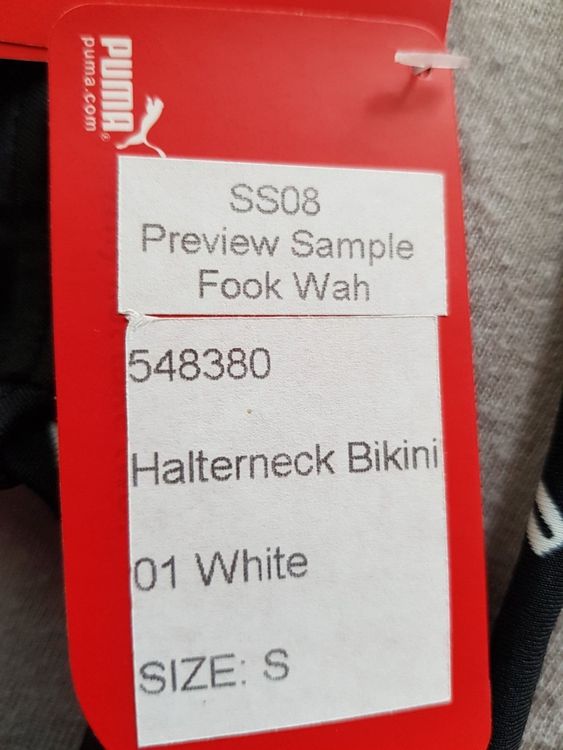 PUMA®
puma.com
SS08
Preview Sample
Fook Wah
548380
Halterneck Bikini
01 White
SIZE: S